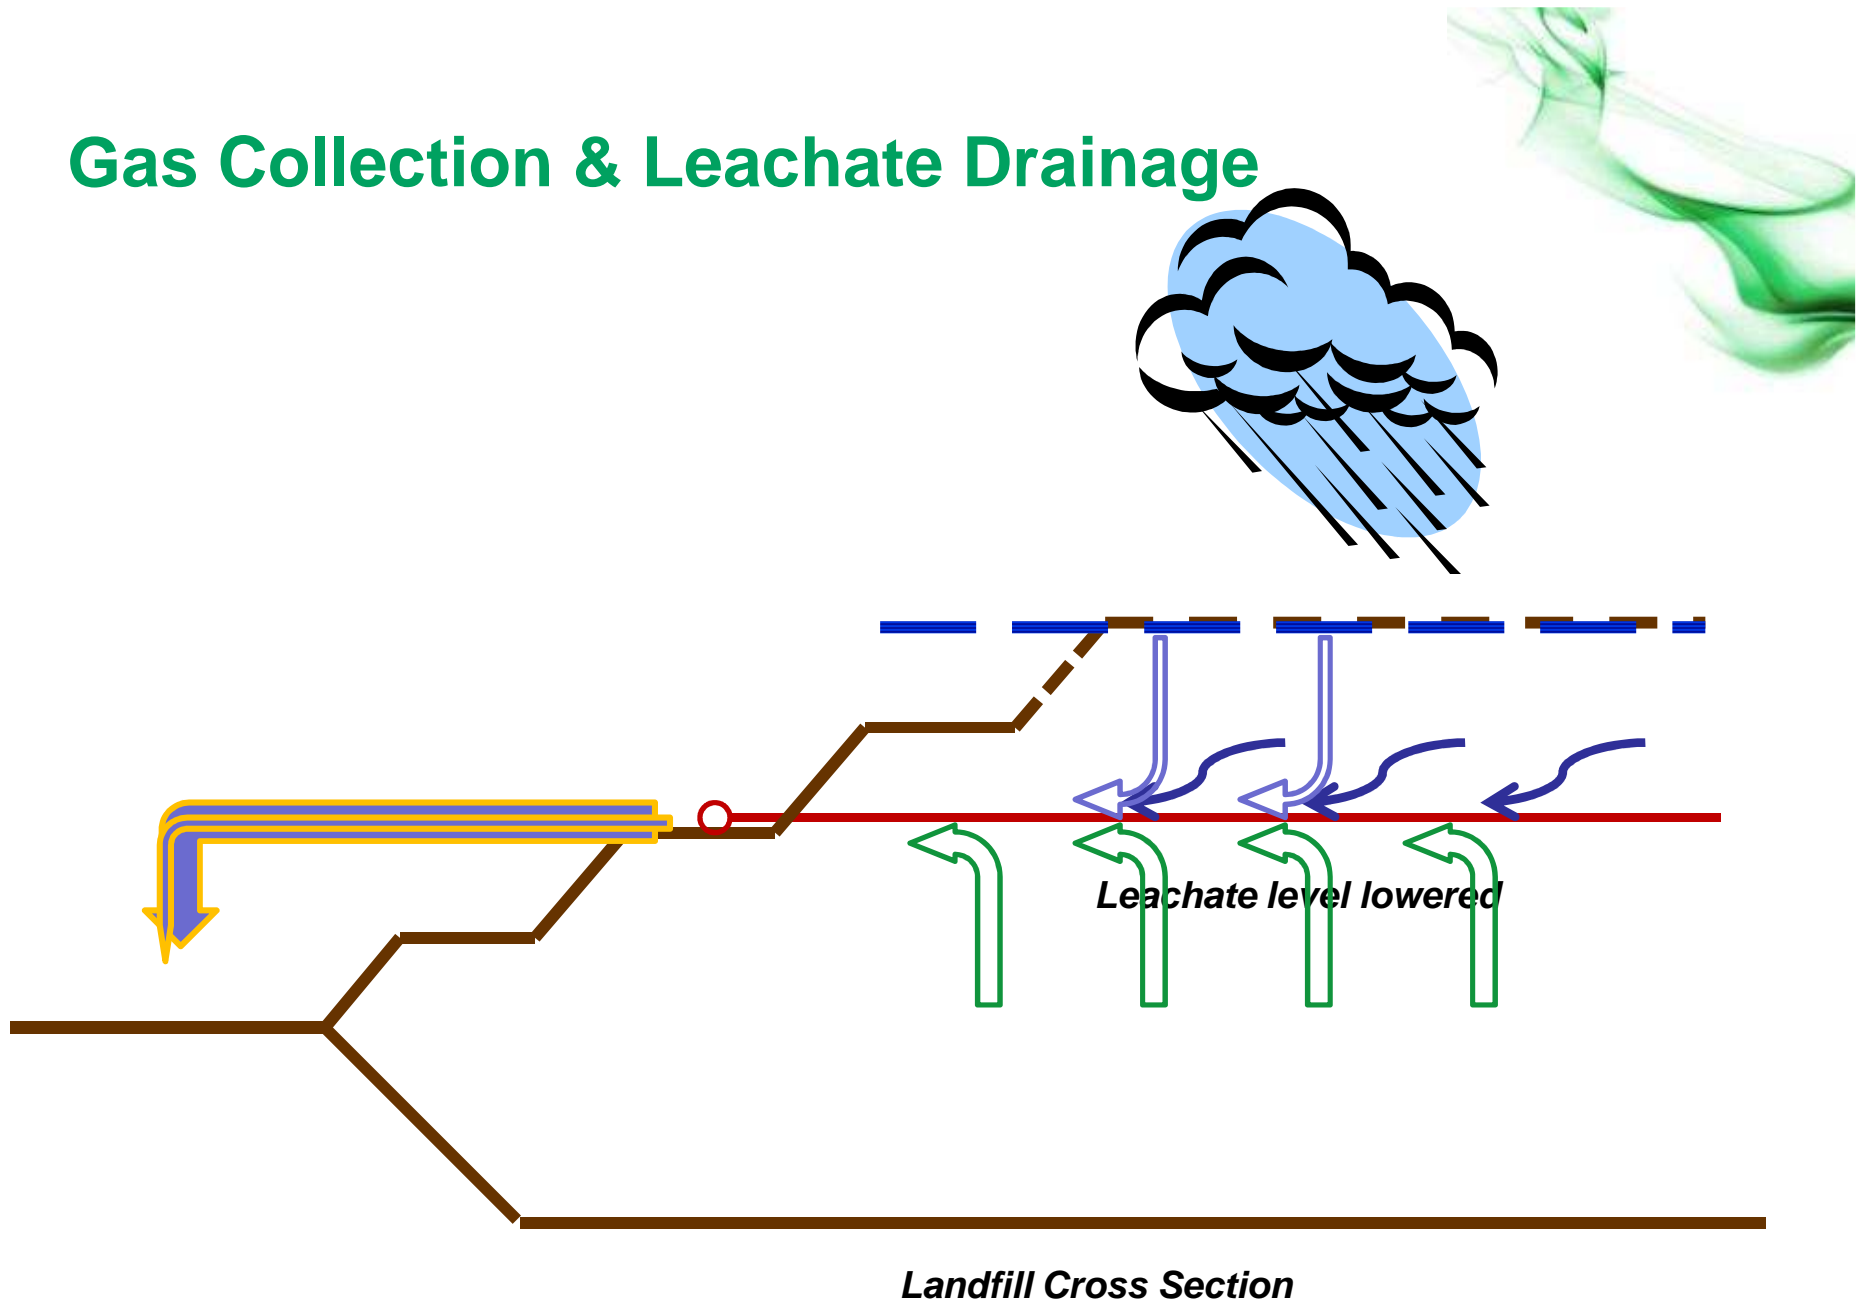 Gas Collection & Leachate Drainage
Leachate level lowered
Landfill Cross Section